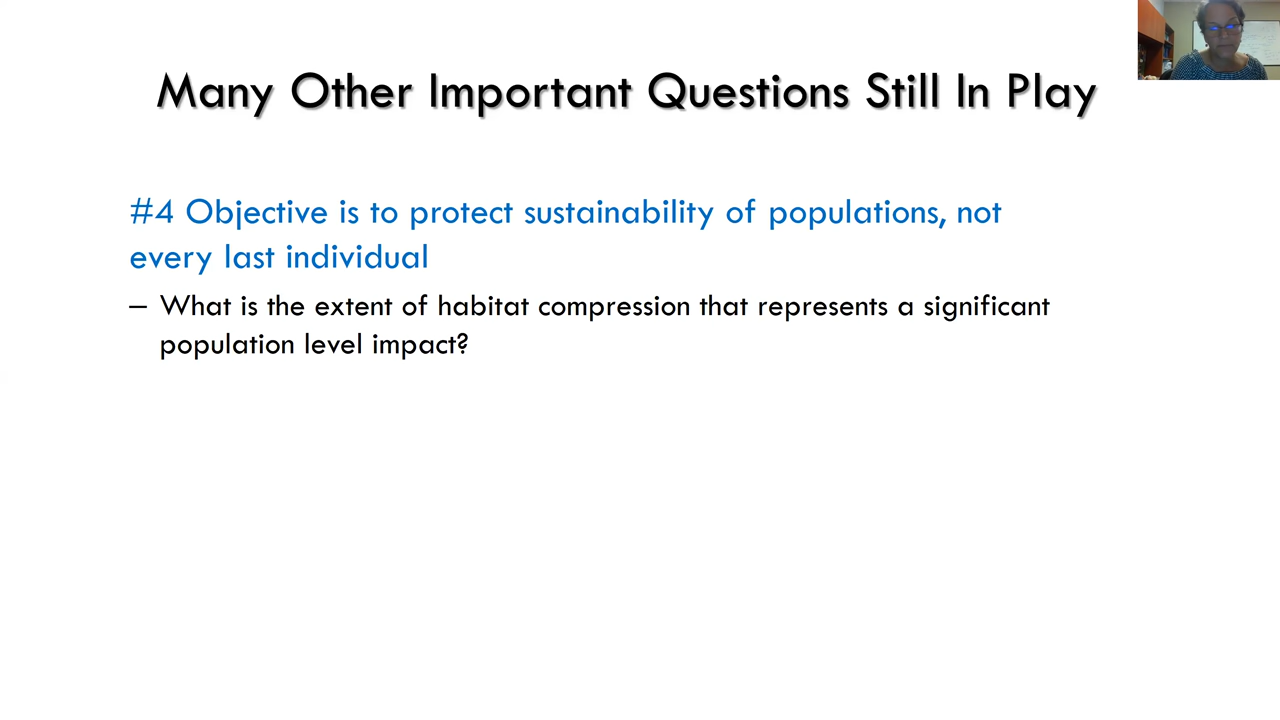 Many Other Important Questions Still In Play
#4 Objective is to protect sustainability of populations, not
every last individual
– What is the extent of habitat compression that represents a significant
population level impact?